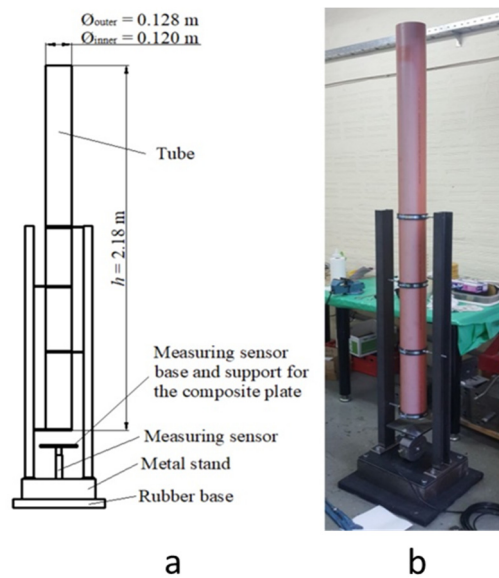 Øouter = 0.128 m
Øinner = 0.120 m
Tube
h = 2.18 m
Measuring sensor
base and support for
the composite plate
Measuring sensor
Metal stand
Rubber base
a
b